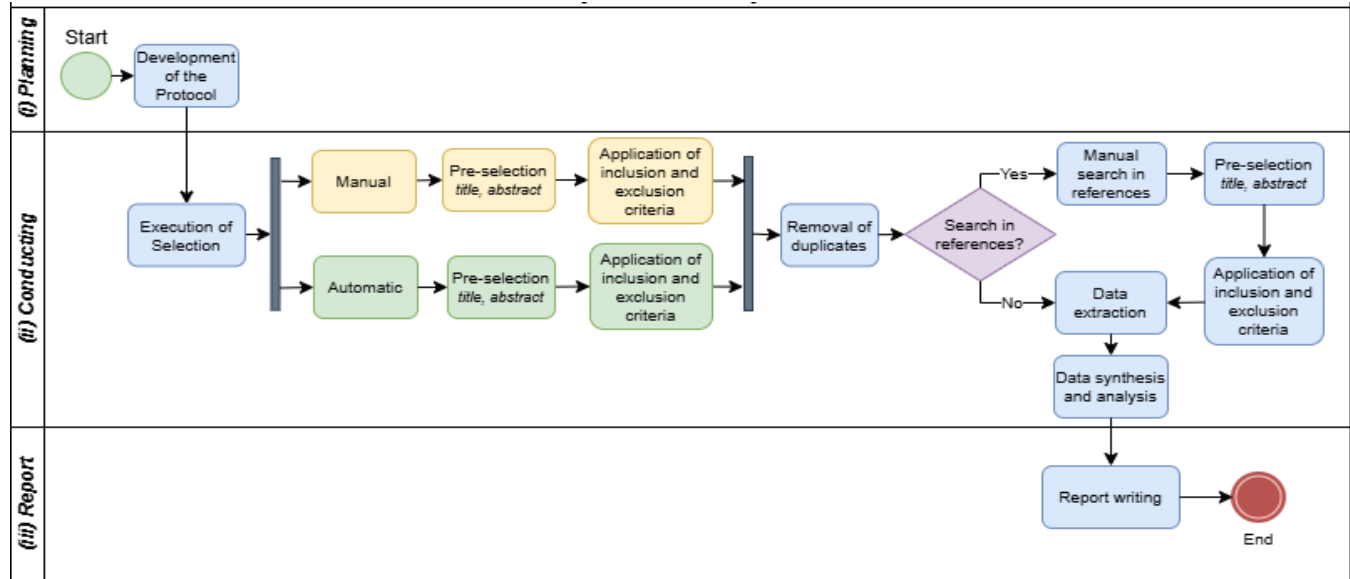 (i) Planning
Start
Development
of the
Protocol
(ii) Conducting
Execution of
Selection
Manual
Pre-selection
title, abstract
Application of
inclusion and
exclusion
criteria
Automatic
Pre-selection
title, abstract
Application of
inclusion and
exclusion
criteria
Removal of
duplicates
Search in
references?
Yes
Manual
search in
references
Pre-selection
title, abstract
Application of
inclusion and
exclusion
criteria
No
Data
extraction
Data synthesis
and analysis
(iii) Report
Report writing
End